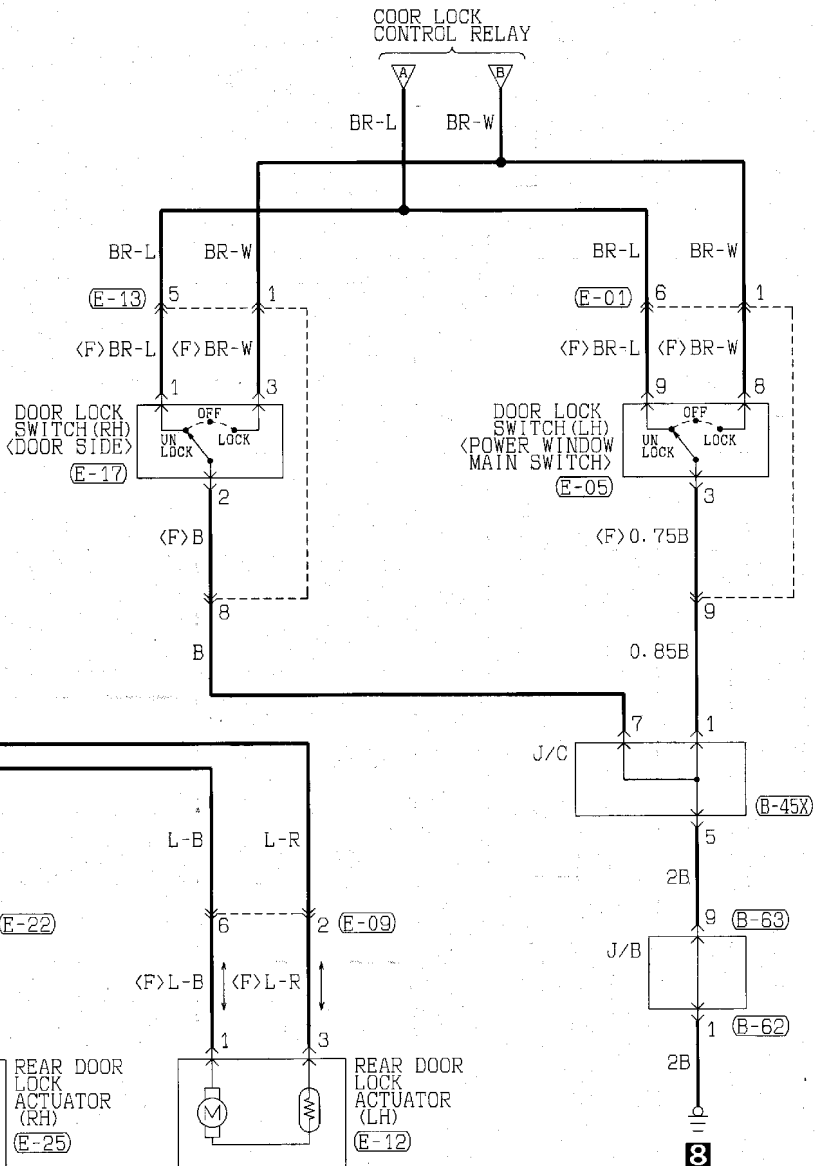 COOR LOCK
CONTROL RELAY
A
B
BR-L
BR-W
BR-L
BR-W
BR-L
BR-W
E-13
5
1
E-01
6
1
<F>BR-L
<F>BR-W
<F>BR-L
<F>BR-W
1
3
9
8
DOOR LOCK
SWITCH(RH)
<DOOR SIDE>
E-17
OFF
UN
LOCK
LOCK
DOOR LOCK
SWITCH(LH)
<POWER WINDOW
MAIN SWITCH>
E-05
OFF
UN
LOCK
LOCK
2
3
<F>B
<F>0.75B
8
9
B
0.85B
7
1
J/C
B-45X
5
L-B
L-R
2B
E-22
6
2
E-09
9
B-63
J/B
<F>L-B
<F>L-R
1
B-62
1
3
2B
REAR DOOR
LOCK
ACTUATOR
(RH)
E-25
M
REAR DOOR
LOCK
ACTUATOR
(LH)
E-12
8